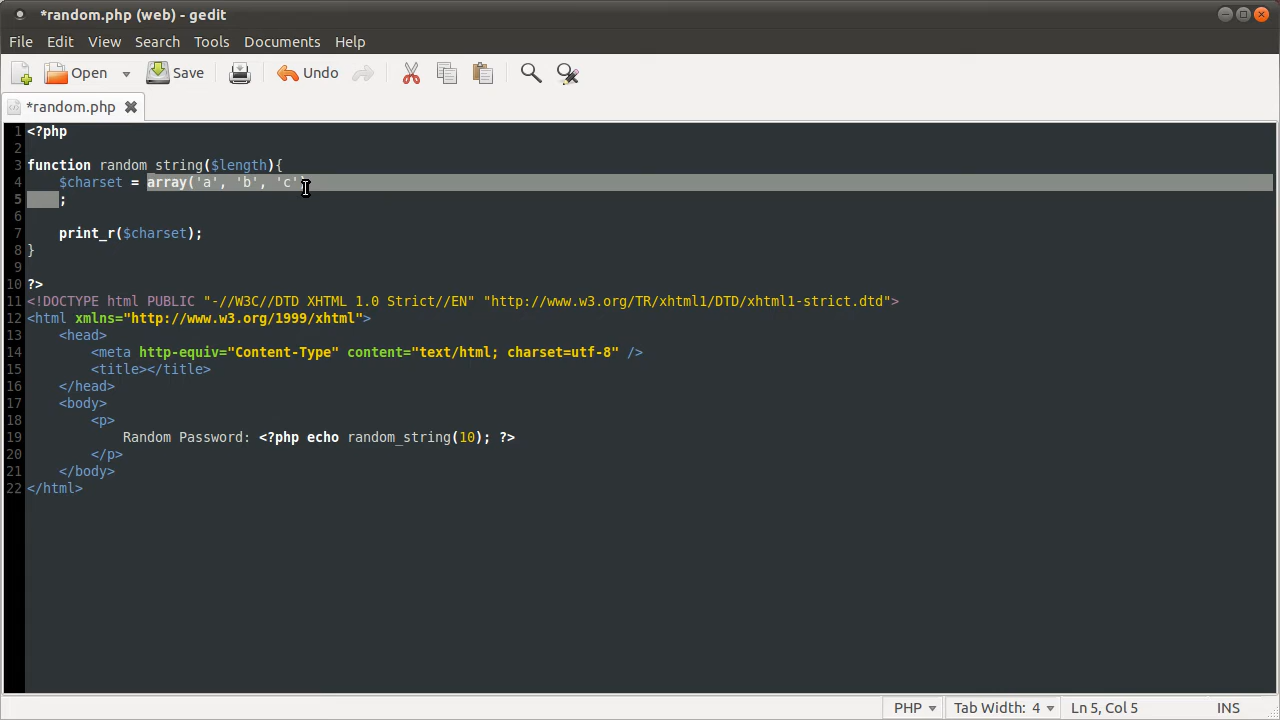 *random.php (web) - gedit
File Edit View Search Tools Documents Help
Open Save Undo
*random.php
1 <?php
2
3 function random_string($length){
4 $charset = array('a', 'b', 'c')
5 ;
6
7 print_r($charset);
8 }
9
10 ?>
11 <!DOCTYPE html PUBLIC "-//W3C//DTD XHTML 1.0 Strict//EN" "http://www.w3.org/TR/xhtml1/DTD/xhtml1-strict.dtd">
12 <html xmlns="http://www.w3.org/1999/xhtml">
13 <head>
14 <meta http-equiv="Content-Type" content="text/html; charset=utf-8" />
15 <title></title>
16 </head>
17 <body>
18 <p>
19 Random Password: <?php echo random_string(10); ?>
20 </p>
21 </body>
22 </html>
PHP Tab Width: 4 Ln 5, Col 5 INS